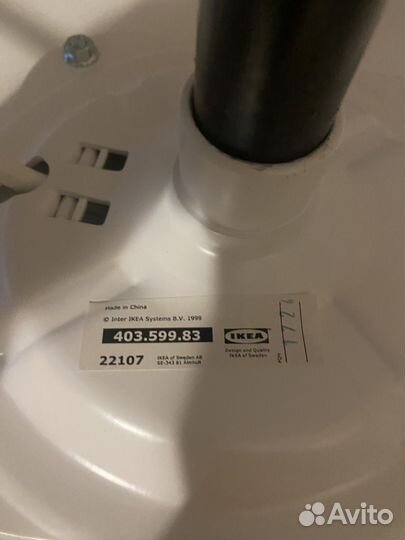 Made in China
© Inter IKEA Systems B.V. 1999
403.599.83
22107
IKEA of Sweden AB
SE-343 81 Älmhult
IKEA
Design and Quality
IKEA of Sweden
Avito